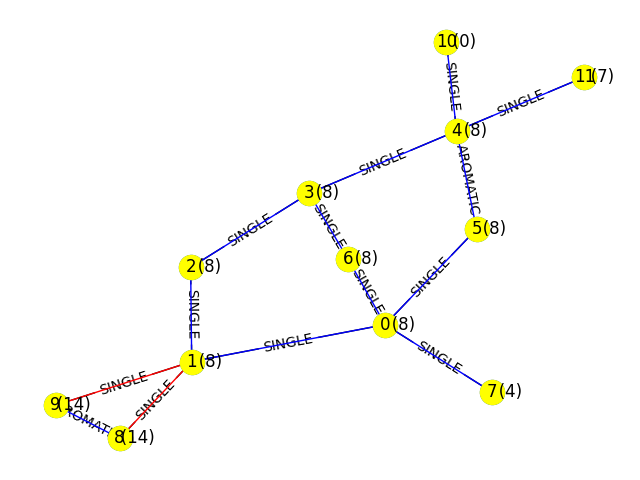 10(0)
11(7)
SINGLE
SINGLE
4(8)
SINGLE
AROMATIC
3(8)
SINGLE
SINGLE
5(8)
6(8)
2(8)
SINGLE
SINGLE
SINGLE
0(8)
SINGLE
SINGLE
1(8)
SINGLE
7(4)
SINGLE
9(14)
SINGLE
8(14)